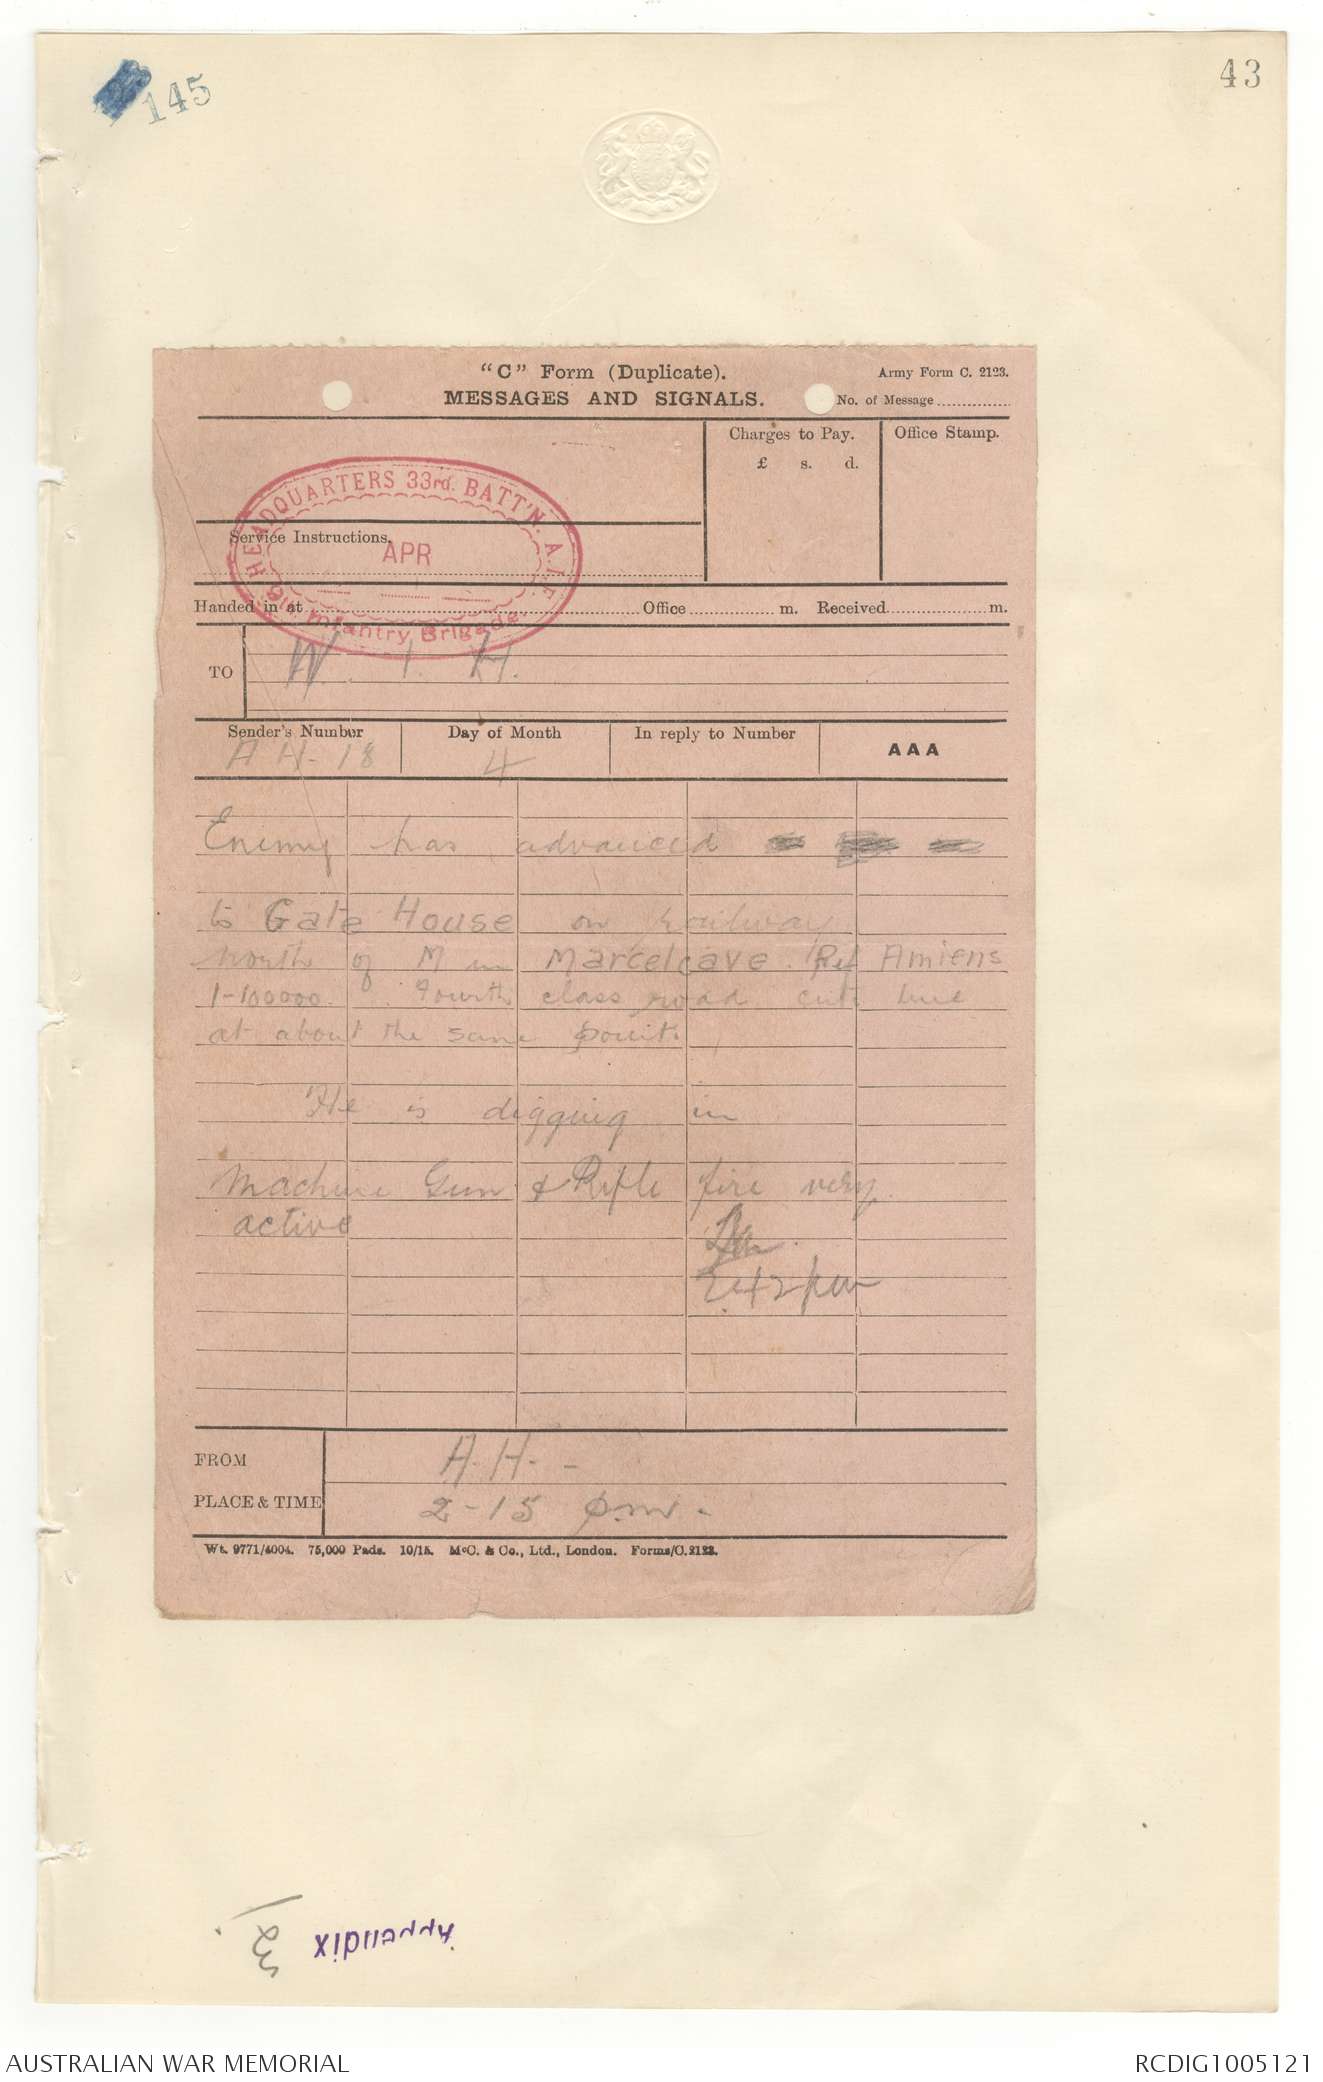 145
43
"C" Form (Duplicate).
Army Form C. 2123.
MESSAGES AND SIGNALS.
No. of Message
Charges to Pay.
Office Stamp.
£ s. d.
HEADQUARTERS 33rd. BATT'N. A.I.F.
APR
9th Infantry Brigade.
Service Instructions.
Handed in at Office m. Received m.
TO W. I. H.
Sender's Number
Day of Month
In reply to Number
AAA
A H-18
4
Enemy has advanced
to Gate House on railway
north of M in Marcelcave. (Ref Amiens
1-100000. Fourth class road cuts line
at about the same point.
He is digging in
Machine Gun & Rifle fire very
active
2.42 pm
FROM A.H. -
PLACE & TIME 2-15 p.m.
Wt. 9771/4004. 75,000 Pads. 10/15. McC. & Co., Ltd., London. Forms/C.2123.
Appendix
AUSTRALIAN WAR MEMORIAL
RCDIG1005121